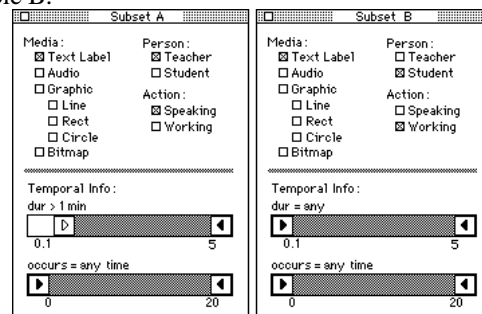 le B.
Subset A
Media:
Text Label
Audio
Graphic
Line
Rect
Circle
Bitmap
Person:
Teacher
Student
Action:
Speaking
Working
Temporal Info:
dur > 1 min
0.1 5
occurs = any time
0 20
Subset B
Media:
Text Label
Audio
Graphic
Line
Rect
Circle
Bitmap
Person:
Teacher
Student
Action:
Speaking
Working
Temporal Info:
dur = any
0.1 5
occurs = any time
0 20